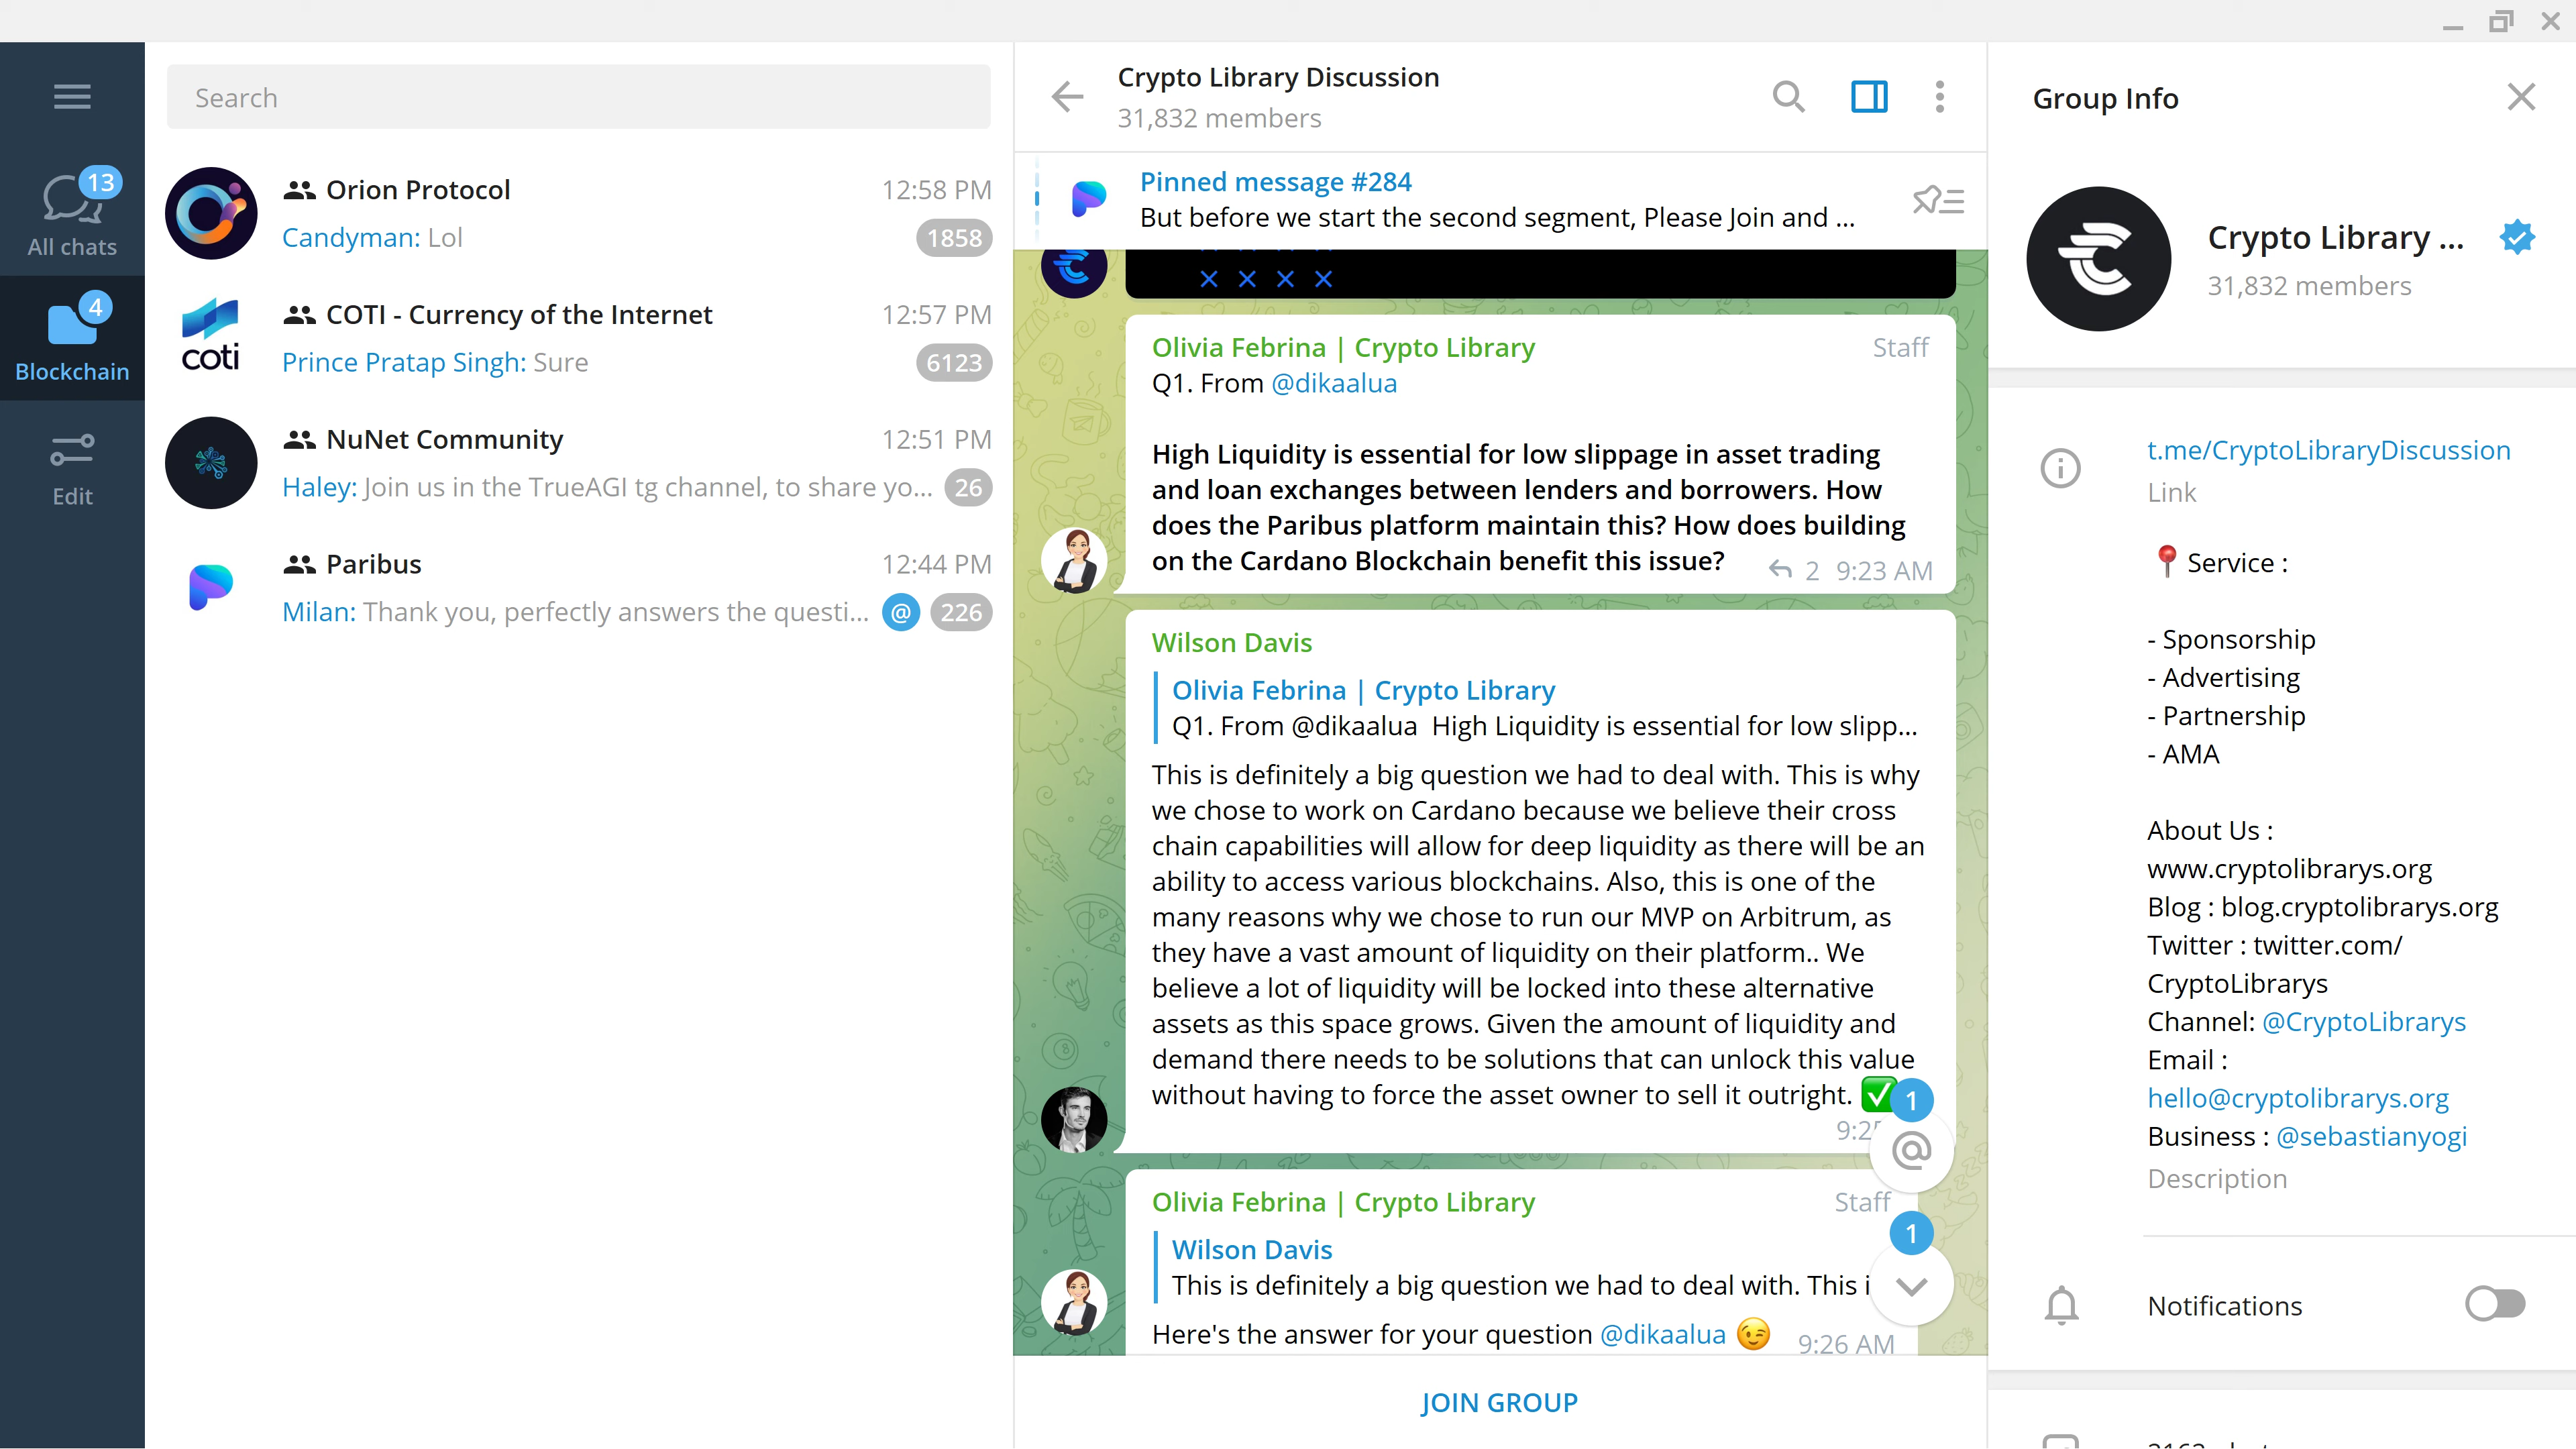 13
All chats
4
Blockchain
Edit
Search
Orion Protocol
12:58 PM
Candyman: Lol
1858
coti
COTI - Currency of the Internet
12:57 PM
Prince Pratap Singh: Sure
6123
NuNet Community
12:51 PM
Haley: Join us in the TrueAGI tg channel, to share yo...
26
Paribus
12:44 PM
Milan: Thank you, perfectly answers the questi...
@
226
Crypto Library Discussion
31,832 members
Pinned message #284
But before we start the second segment, Please Join and ...
Olivia Febrina | Crypto Library
Staff
Q1. From @dikaalua
High Liquidity is essential for low slippage in asset trading
and loan exchanges between lenders and borrowers. How
does the Paribus platform maintain this? How does building
on the Cardano Blockchain benefit this issue?
2 9:23 AM
Wilson Davis
Olivia Febrina | Crypto Library
Q1. From @dikaalua High Liquidity is essential for low slipp...
This is definitely a big question we had to deal with. This is why
we chose to work on Cardano because we believe their cross
chain capabilities will allow for deep liquidity as there will be an
ability to access various blockchains. Also, this is one of the
many reasons why we chose to run our MVP on Arbitrum, as
they have a vast amount of liquidity on their platform.. We
believe a lot of liquidity will be locked into these alternative
assets as this space grows. Given the amount of liquidity and
demand there needs to be solutions that can unlock this value
without having to force the asset owner to sell it outright. ✅
1
@
Olivia Febrina | Crypto Library
Staff
1
Wilson Davis
This is definitely a big question we had to deal with. This i
Here's the answer for your question @dikaalua 😉
9:26 AM
JOIN GROUP
Group Info
Crypto Library ...
31,832 members
t.me/CryptoLibraryDiscussion
Link
📍 Service :
- Sponsorship
- Advertising
- Partnership
- AMA
About Us :
www.cryptolibrarys.org
Blog : blog.cryptolibrarys.org
Twitter : twitter.com/
CryptoLibrarys
Channel: @CryptoLibrarys
Email :
hello@cryptolibrarys.org
Business : @sebastianyogi
Description
Notifications